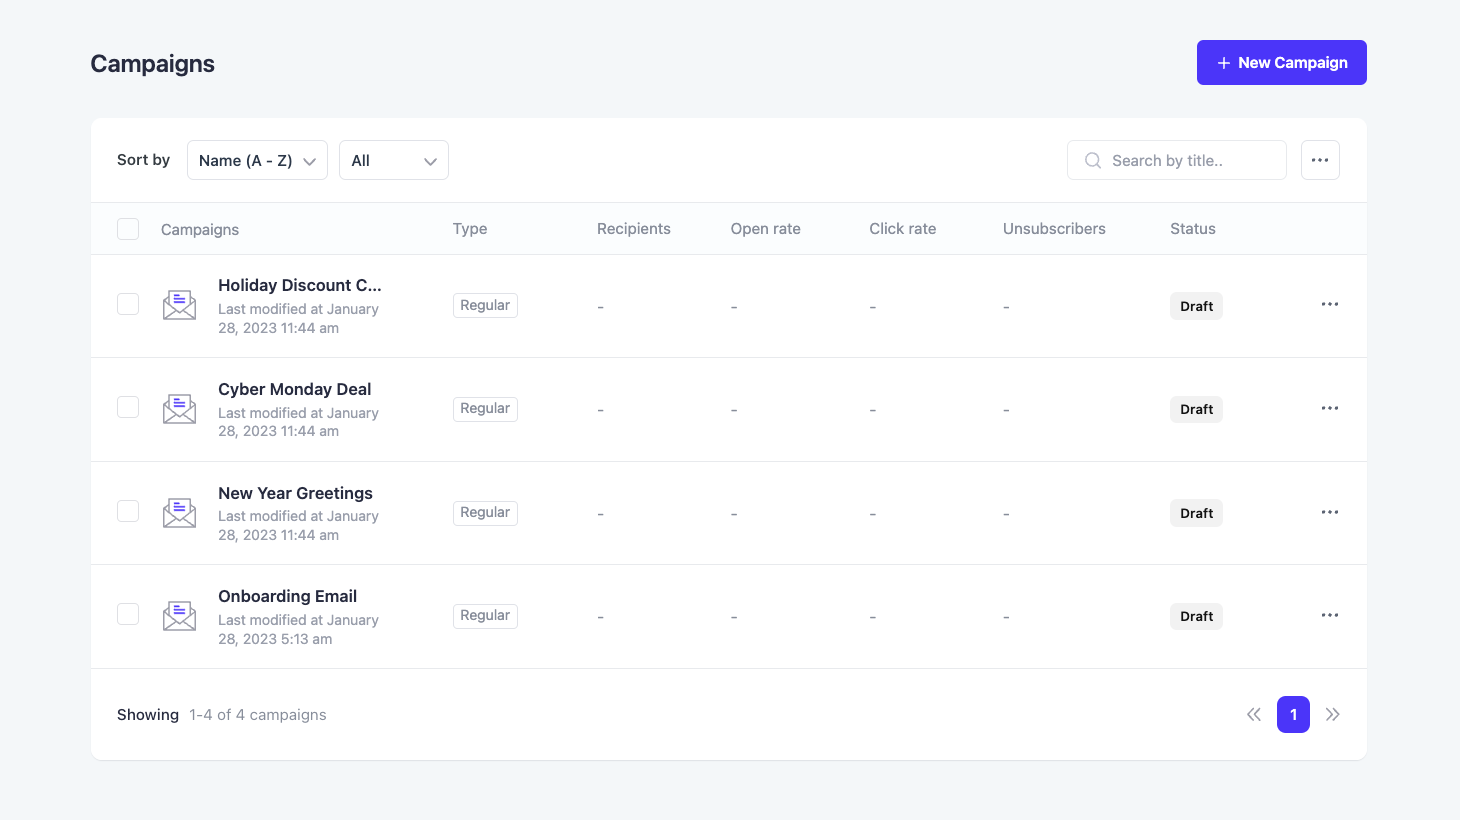 Campaigns
+ New Campaign
Sort by Name (A - Z) All Search by title..
Campaigns Type Recipients Open rate Click rate Unsubscribers Status
Holiday Discount C...
Last modified at January
28, 2023 11:44 am
Regular - - - - Draft
Cyber Monday Deal
Last modified at January
28, 2023 11:44 am
Regular - - - - Draft
New Year Greetings
Last modified at January
28, 2023 11:44 am
Regular - - - - Draft
Onboarding Email
Last modified at January
28, 2023 5:13 am
Regular - - - - Draft
Showing 1-4 of 4 campaigns 1